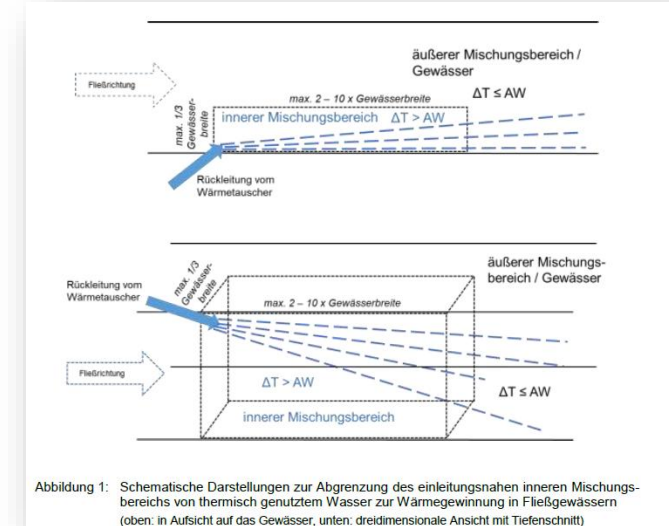 äußerer Mischungsbereich /
Gewässer
Fließrichtung
max. 2 – 10 x Gewässerbreite
ΔT ≤ AW
max. 1/3
Gewässer-
breite
innerer Mischungsbereich ΔT > AW
Rückleitung vom
Wärmetauscher
äußerer Mischungs-
bereich / Gewässer
Rückleitung vom
Wärmetauscher
max. 1/3
Gewässer-
breite
max. 2 – 10 x Gewässerbreite
Fließrichtung
ΔT > AW
ΔT ≤ AW
innerer Mischungsbereich
Abbildung 1: Schematische Darstellungen zur Abgrenzung des einleitungsnahen inneren Mischungs-
bereichs von thermisch genutztem Wasser zur Wärmegewinnung in Fließgewässern
(oben: in Aufsicht auf das Gewässer, unten: dreidimensionale Ansicht mit Tiefenschnitt)